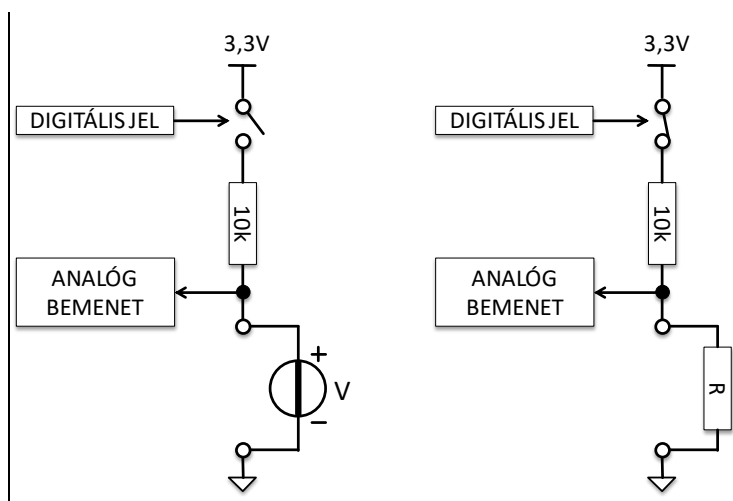 3,3V
DIGITÁLIS JEL
10k
ANALÓG
BEMENET
+
V
−
3,3V
DIGITÁLIS JEL
10k
ANALÓG
BEMENET
R